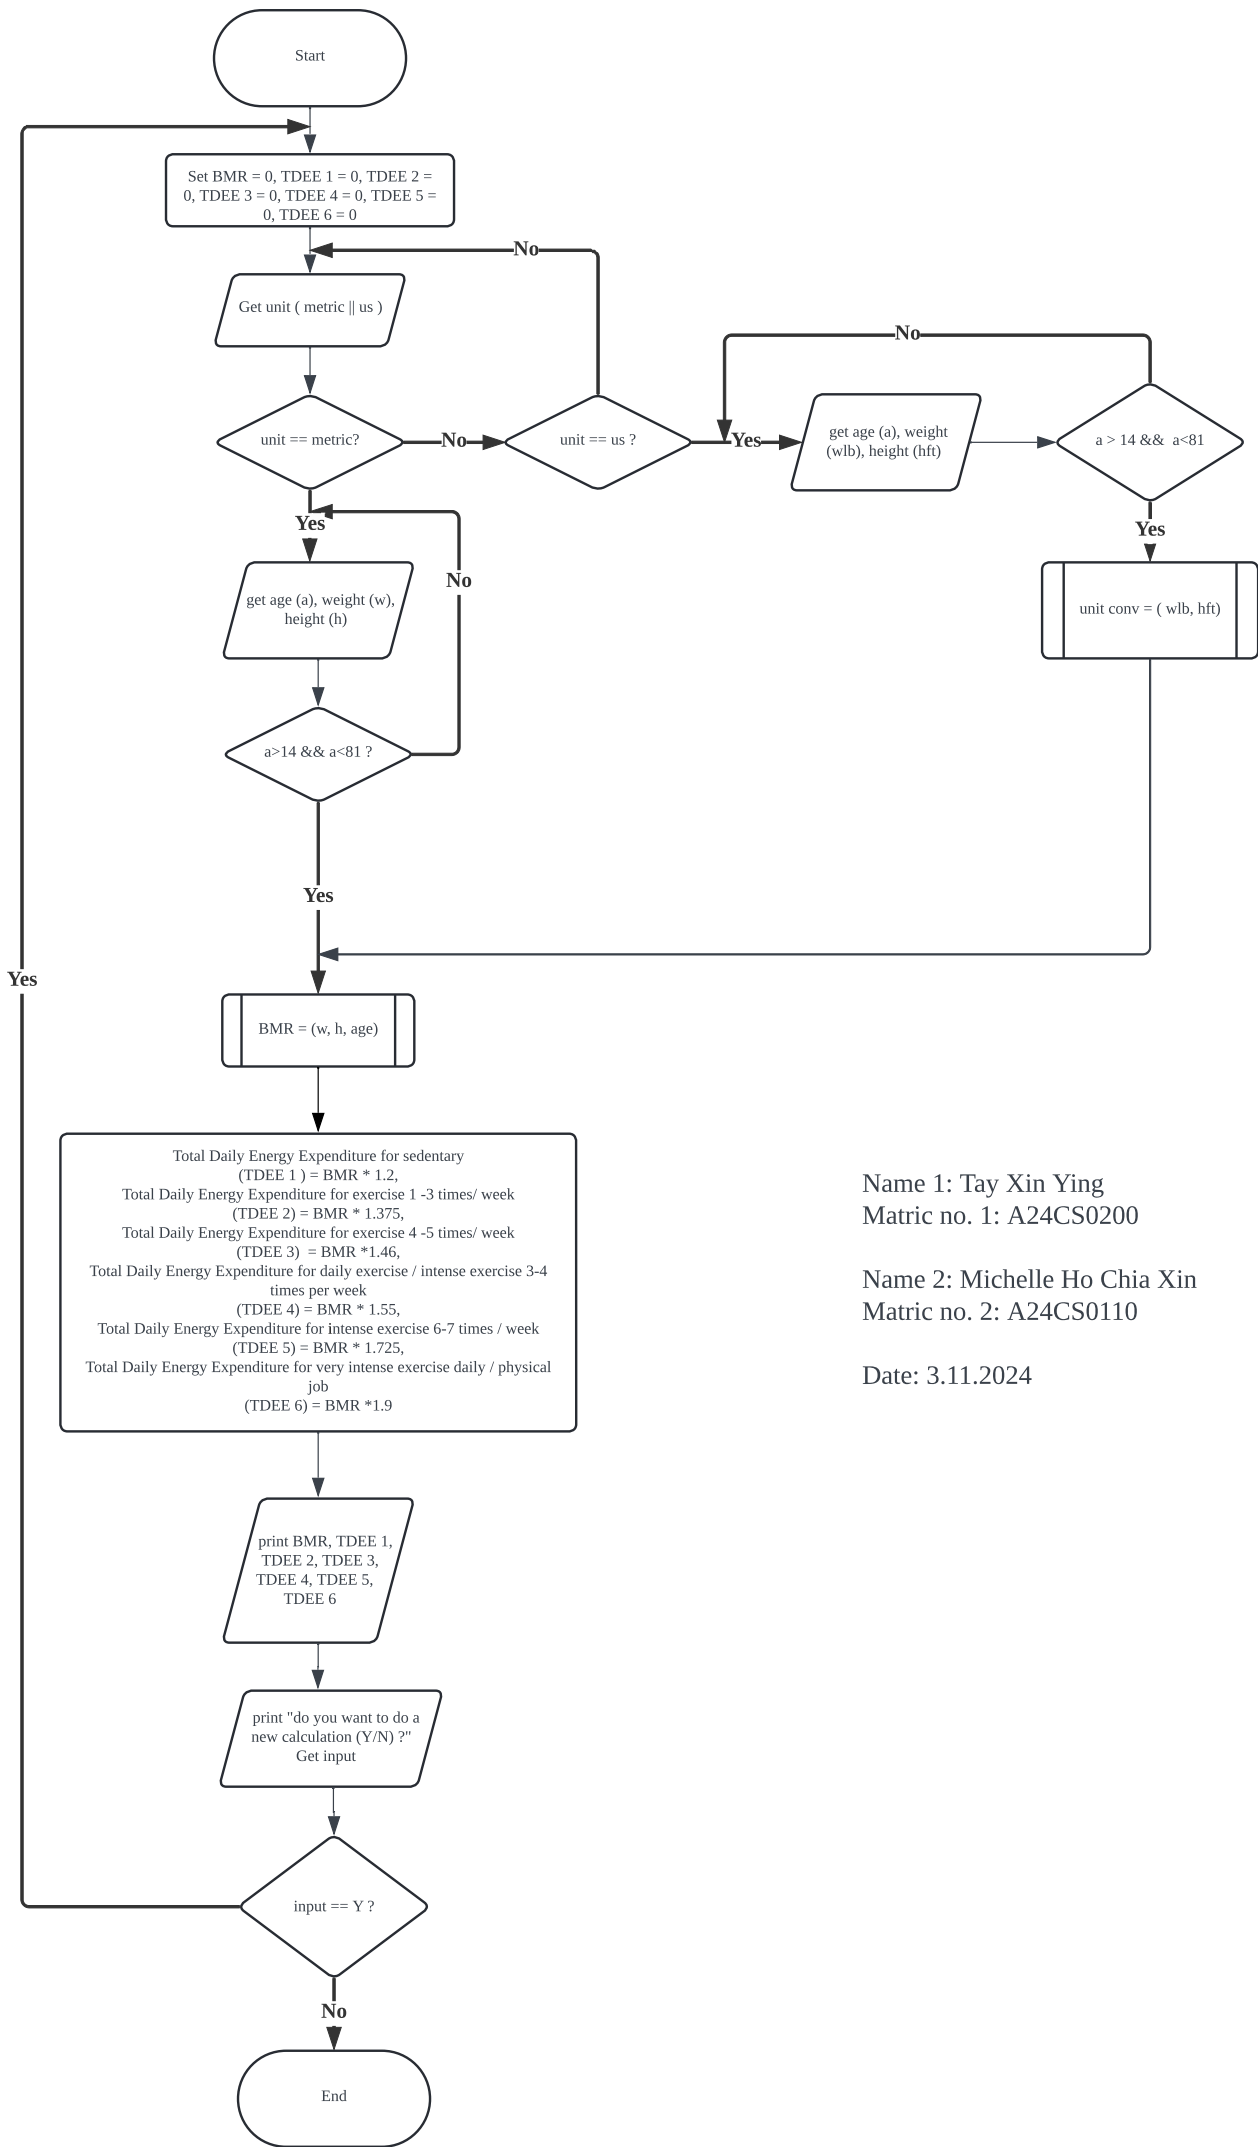 Start
Set BMR = 0, TDEE 1 = 0, TDEE 2 =
0, TDEE 3 = 0, TDEE 4 = 0, TDEE 5 =
0, TDEE 6 = 0
No
Get unit ( metric || us )
No
unit == metric?
No
unit == us ?
Yes
get age (a), weight
(wlb), height (hft)
a > 14 && a<81
Yes
Yes
No
get age (a), weight (w),
height (h)
unit conv = ( wlb, hft)
a>14 && a<81 ?
Yes
Yes
BMR = (w, h, age)
Total Daily Energy Expenditure for sedentary
(TDEE 1 ) = BMR * 1.2,
Total Daily Energy Expenditure for exercise 1 -3 times/ week
(TDEE 2) = BMR * 1.375,
Total Daily Energy Expenditure for exercise 4 -5 times/ week
(TDEE 3)  = BMR *1.46,
Total Daily Energy Expenditure for daily exercise / intense exercise 3-4
times per week
(TDEE 4) = BMR * 1.55,
Total Daily Energy Expenditure for intense exercise 6-7 times / week
(TDEE 5) = BMR * 1.725,
Total Daily Energy Expenditure for very intense exercise daily / physical
job
(TDEE 6) = BMR *1.9
Name 1: Tay Xin Ying
Matric no. 1: A24CS0200
Name 2: Michelle Ho Chia Xin
Matric no. 2: A24CS0110
Date: 3.11.2024
print BMR, TDEE 1,
TDEE 2, TDEE 3,
TDEE 4, TDEE 5,
TDEE 6
print "do you want to do a
new calculation (Y/N) ?"
Get input
input == Y ?
No
End